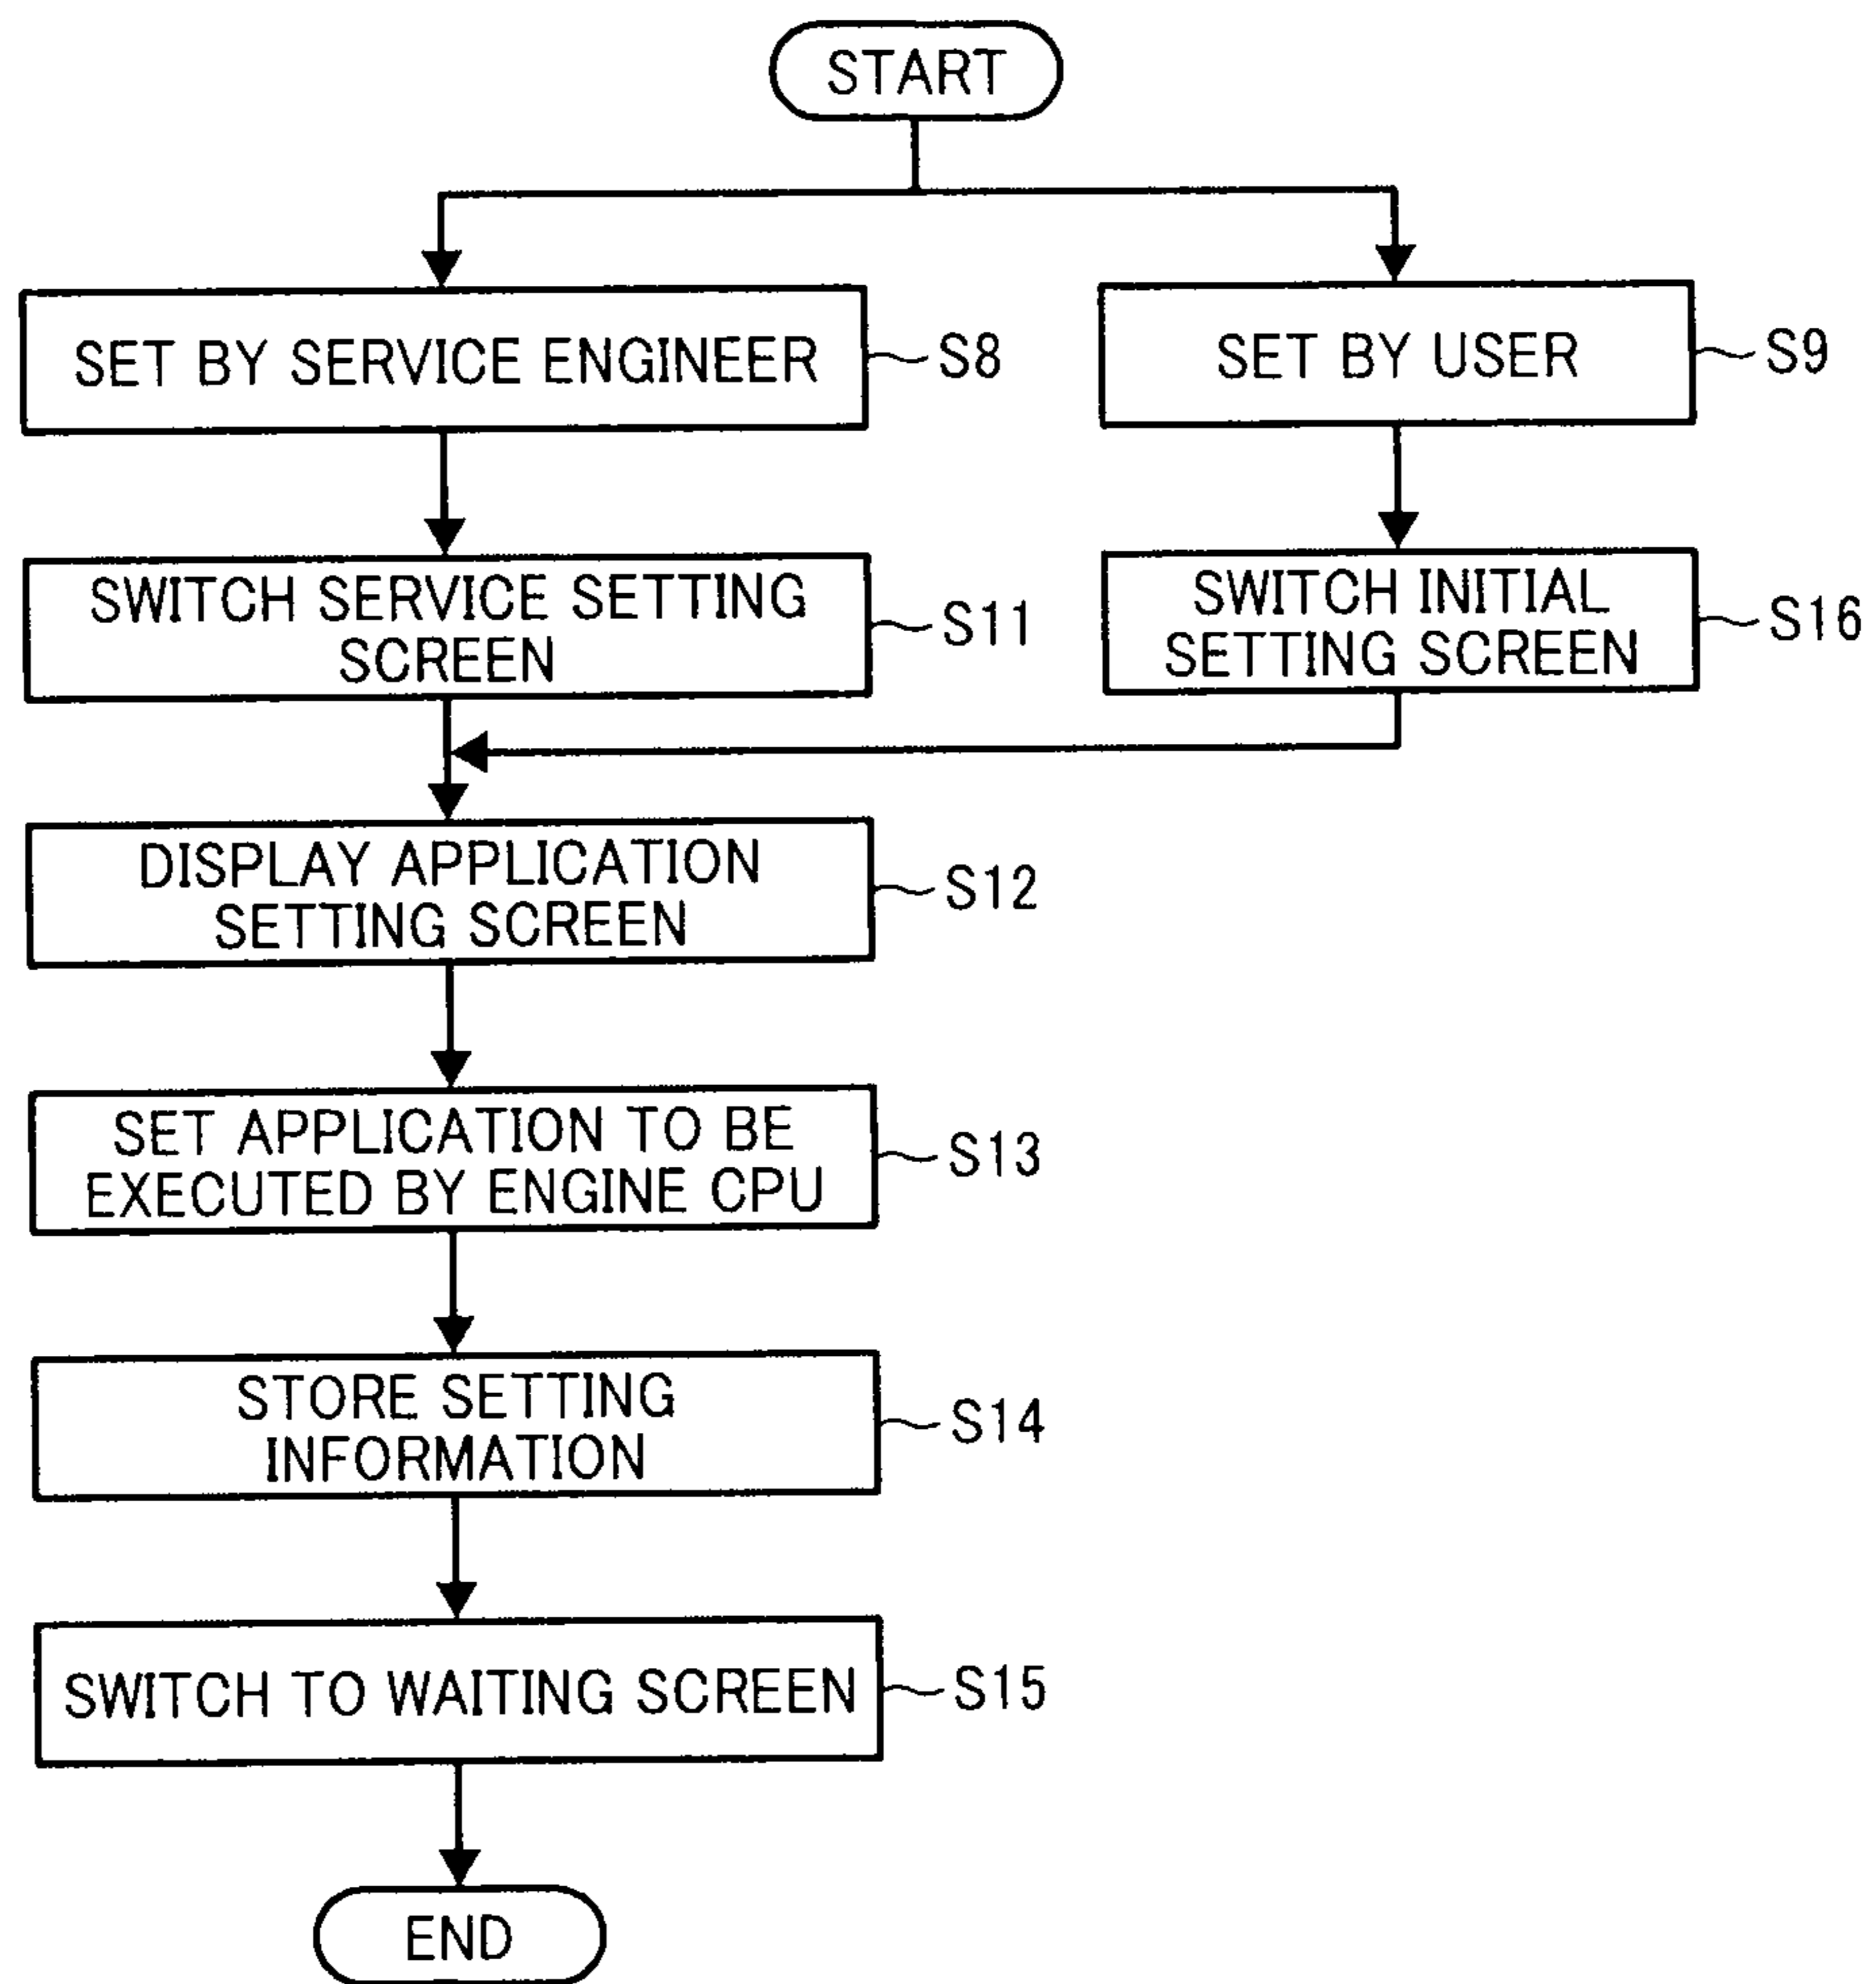 START
SET BY SERVICE ENGINEER
S8
SET BY USER
S9
SWITCH SERVICE SETTING
SCREEN
S11
SWITCH INITIAL
SETTING SCREEN
S16
DISPLAY APPLICATION
SETTING SCREEN
S12
SET APPLICATION TO BE
EXECUTED BY ENGINE CPU
S13
STORE SETTING
INFORMATION
S14
SWITCH TO WAITING SCREEN
S15
END